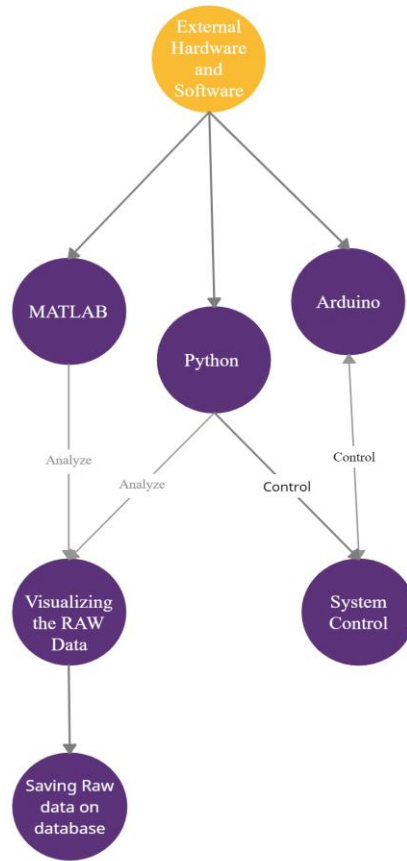 External
Hardware
and
Software
MATLAB
Arduino
Python
Analyze
Analyze
Control
Control
Visualizing
the RAW
Data
System
Control
Saving Raw
data on
database